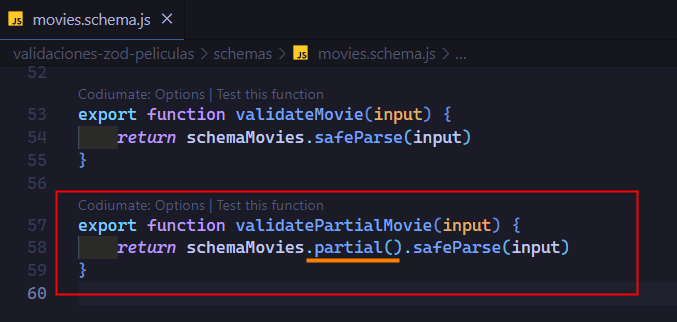 JS movies.schema.js ×
validaciones-zod-peliculas > schemas > JS movies.schema.js > ...
52
Codiumate: Options | Test this function
53 export function validateMovie(input) {
54 return schemaMovies.safeParse(input)
55 }
56
Codiumate: Options | Test this function
57 export function validatePartialMovie(input) {
58 return schemaMovies.partial().safeParse(input)
59 }
60